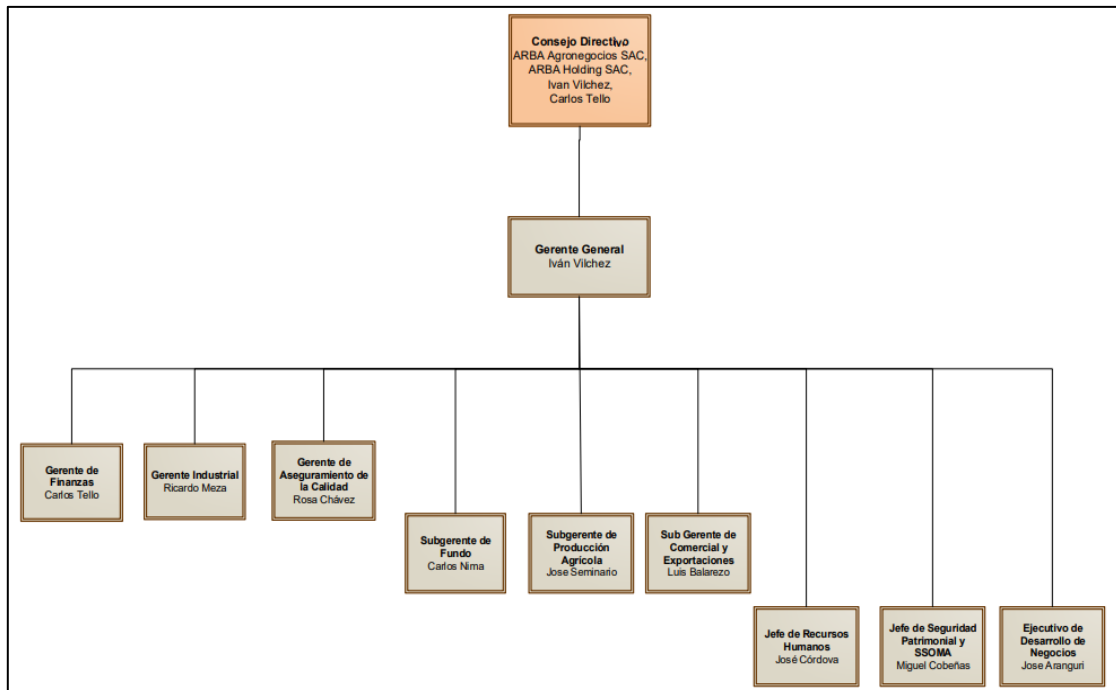 Consejo Directivo
ARBA Agronegocios SAC,
ARBA Holding SAC,
Ivan Vilchez,
Carlos Tello
Gerente General
Iván Vilchez
Gerente de
Finanzas
Carlos Tello
Gerente Industrial
Ricardo Meza
Gerente de
Aseguramiento de
la Calidad
Rosa Chávez
Subgerente de
Fundo
Carlos Nima
Subgerente de
Producción
Agrícola
Jose Seminario
Sub Gerente de
Comercial y
Exportaciones
Luis Balarezo
Jefe de Recursos
Humanos
José Córdova
Jefe de Seguridad
Patrimonial y
SSOMA
Miguel Cobeñas
Ejecutivo de
Desarrollo de
Negocios
Jose Aranguri